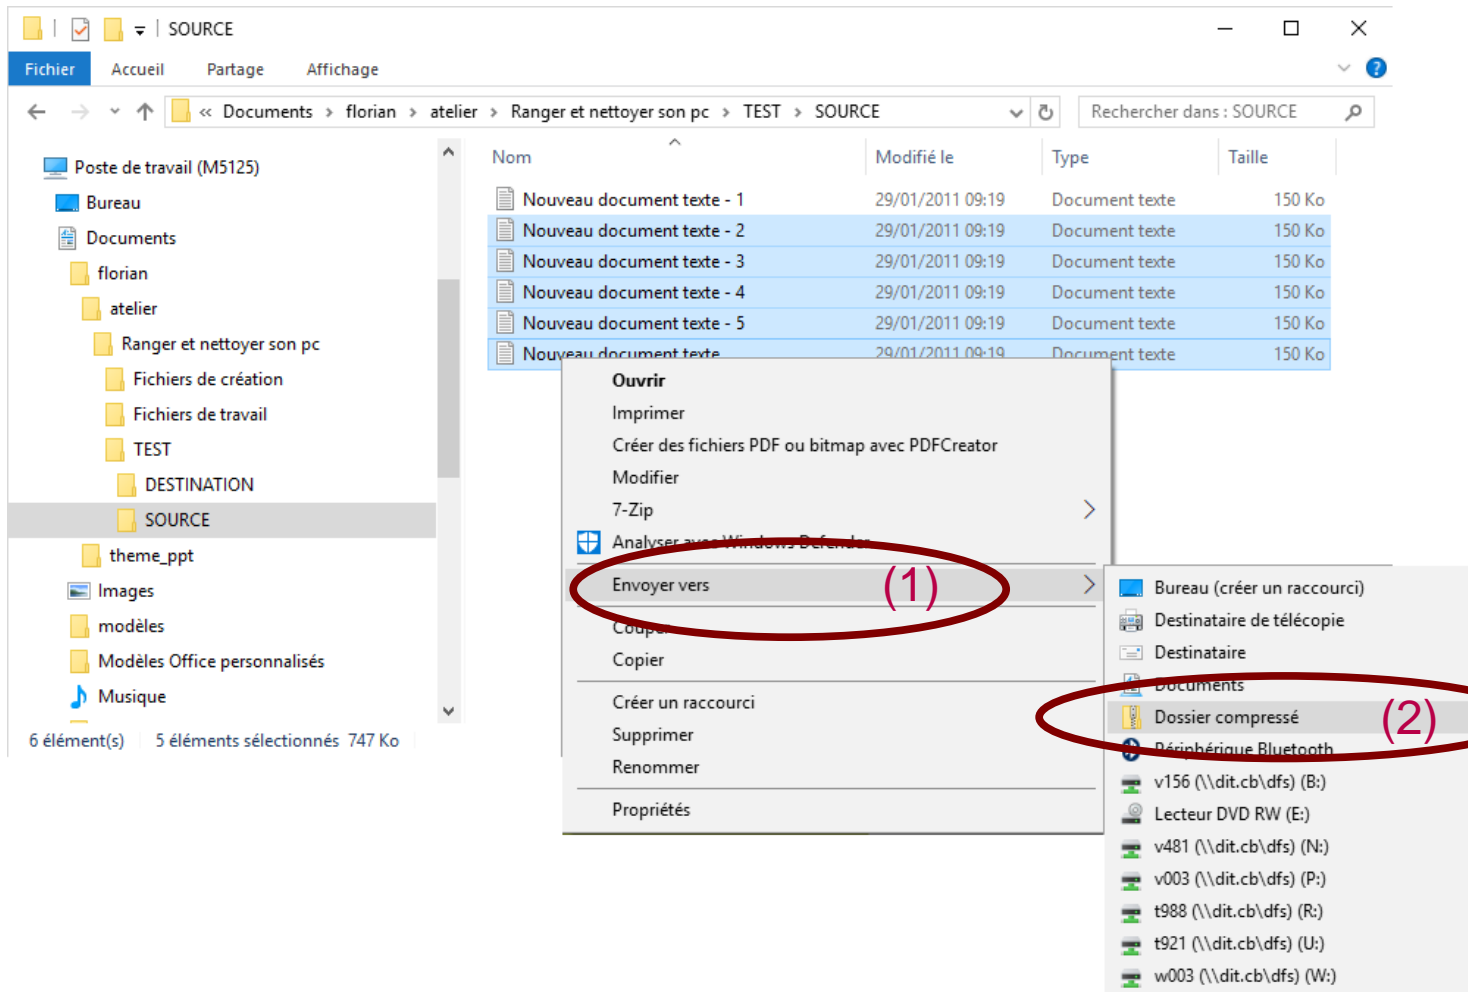 SOURCE
Fichier Accueil Partage Affichage
« Documents > florian > atelier > Ranger et nettoyer son pc > TEST > SOURCE Rechercher dans : SOURCE
Poste de travail (M5125)
Bureau
Documents
florian
atelier
Ranger et nettoyer son pc
Fichiers de création
Fichiers de travail
TEST
DESTINATION
SOURCE
theme_ppt
Images
modèles
Modèles Office personnalisés
Musique
6 élément(s) 5 éléments sélectionnés 747 Ko
Nom Modifié le Type Taille
Nouveau document texte - 1 29/01/2011 09:19 Document texte 150 Ko
Nouveau document texte - 2 29/01/2011 09:19 Document texte 150 Ko
Nouveau document texte - 3 29/01/2011 09:19 Document texte 150 Ko
Nouveau document texte - 4 29/01/2011 09:19 Document texte 150 Ko
Nouveau document texte - 5 29/01/2011 09:19 Document texte 150 Ko
Nouveau document texte 29/01/2011 09:19 Document texte 150 Ko
Ouvrir
Imprimer
Créer des fichiers PDF ou bitmap avec PDFCreator
Modifier
7-Zip
Analyser avec Windows Defender
Envoyer vers (1)
Couper
Copier
Créer un raccourci
Supprimer
Renommer
Propriétés
Bureau (créer un raccourci)
Destinataire de télécopie
Destinataire
Documents
Dossier compressé (2)
Périphérique Bluetooth
v156 (\\dit.cb\dfs) (B:)
Lecteur DVD RW (E:)
v481 (\\dit.cb\dfs) (N:)
v003 (\\dit.cb\dfs) (P:)
t988 (\\dit.cb\dfs) (R:)
t921 (\\dit.cb\dfs) (U:)
w003 (\\dit.cb\dfs) (W:)